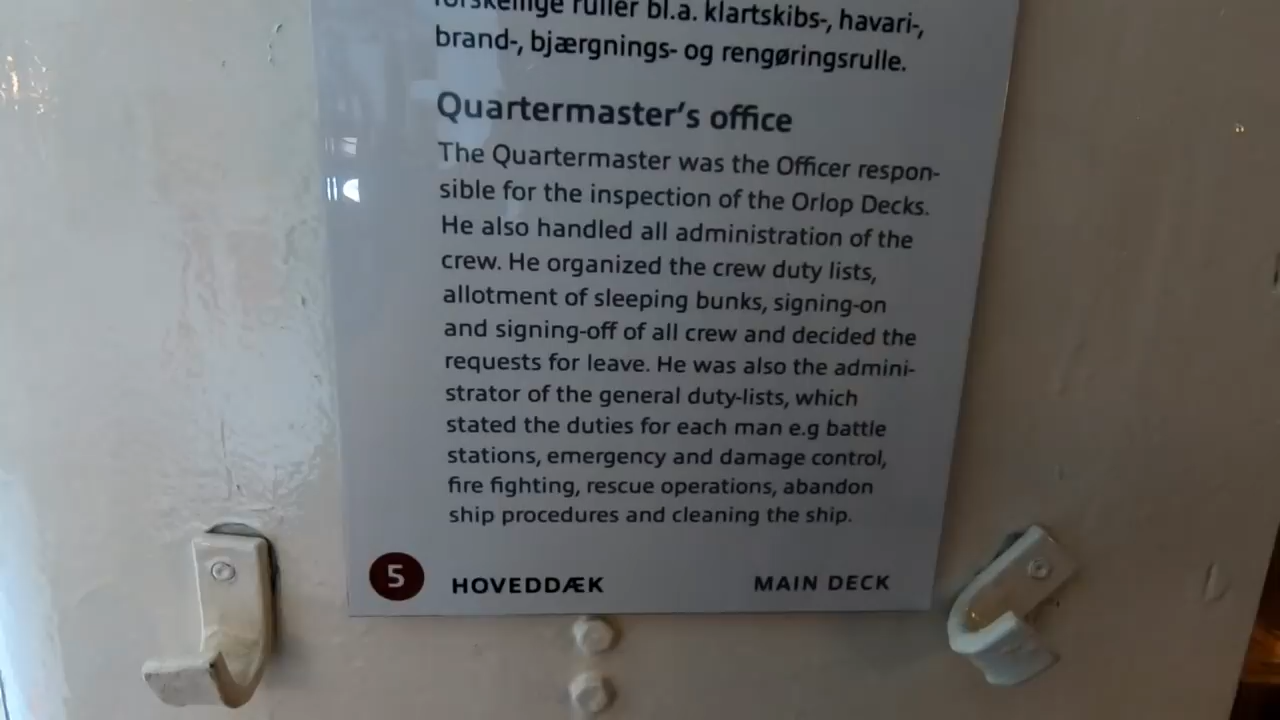 forskellige ruller bl.a. klartskibs-, havari-,
brand-, bjærgnings- og rengøringsrulle.
Quartermaster's office
The Quartermaster was the Officer respon-
sible for the inspection of the Orlop Decks.
He also handled all administration of the
crew. He organized the crew duty lists,
allotment of sleeping bunks, signing-on
and signing-off of all crew and decided the
requests for leave. He was also the admini-
strator of the general duty-lists, which
stated the duties for each man e.g battle
stations, emergency and damage control,
fire fighting, rescue operations, abandon
ship procedures and cleaning the ship.
5 HOVEDDÆK MAIN DECK